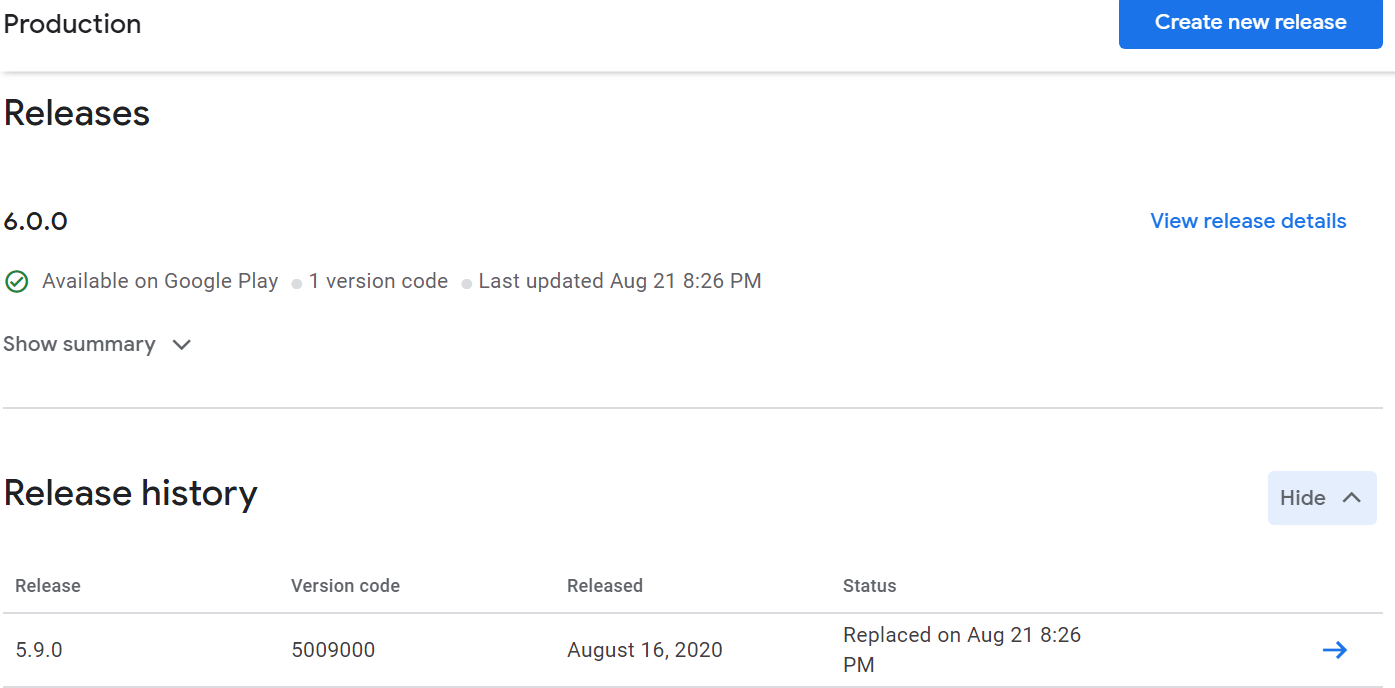 Production
Create new release
Releases
6.0.0
View release details
Available on Google Play
1 version code
Last updated Aug 21 8:26 PM
Show summary
Release history
Hide
Release
Version code
Released
Status
5.9.0
5009000
August 16, 2020
Replaced on Aug 21 8:26
PM